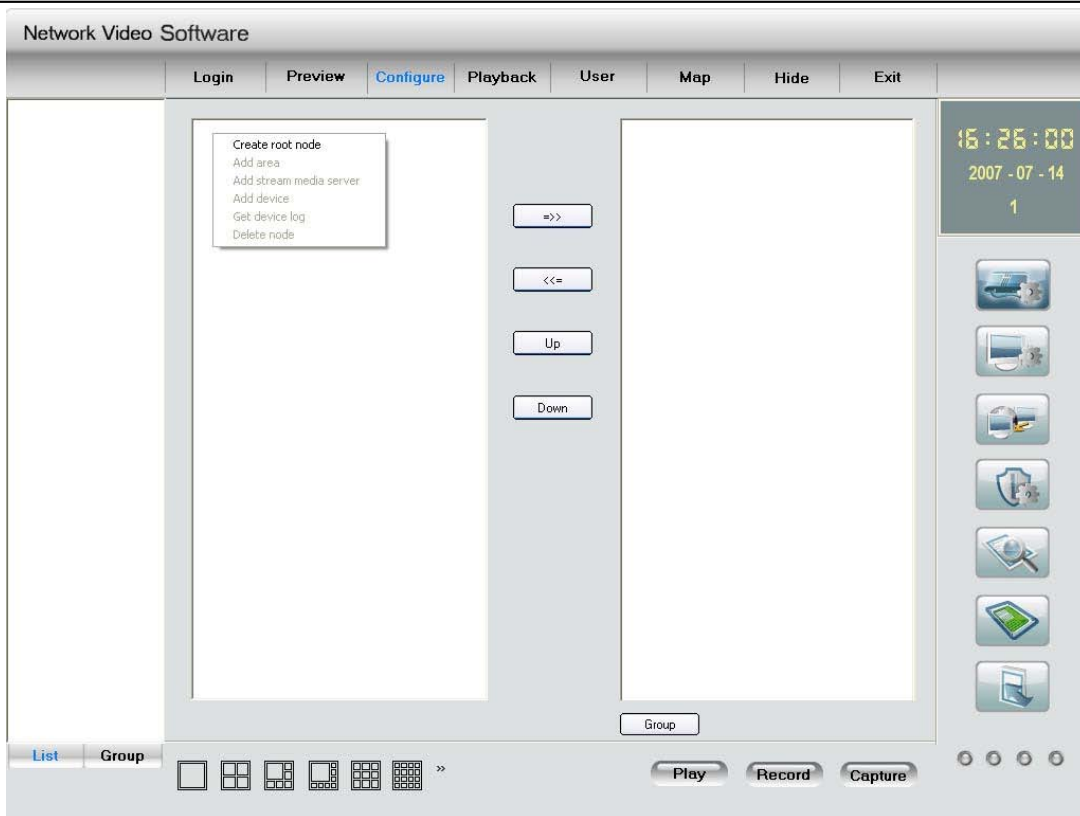 Network Video Software
Login Preview Configure Playback User Map Hide Exit
Create root node
Add area
Add stream media server
Add device
Get device log
Delete node
=>>
<<=
Up
Down
16:26:00
2007 - 07 - 14
1
Group
List Group
»
Play Record Capture